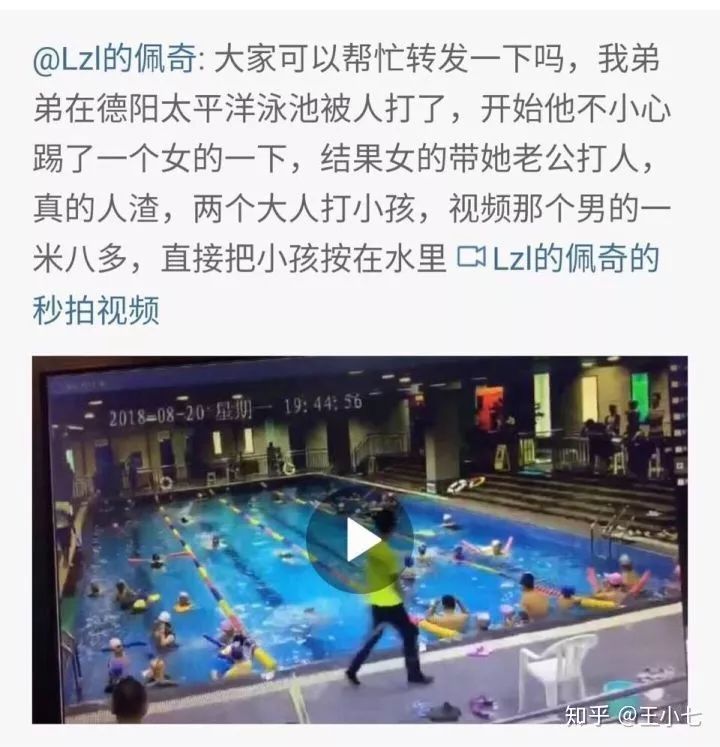 @Lzl的佩奇: 大家可以帮忙转发一下吗，我弟
弟在德阳太平洋泳池被人打了，开始他不小心
踢了一个女的一下，结果女的带她老公打人，
真的人渣，两个大人打小孩，视频那个男的一
米八多，直接把小孩按在水里 Lzl的佩奇的
秒拍视频
2018-08-20 星期一 19:44:56
知乎 @王小七